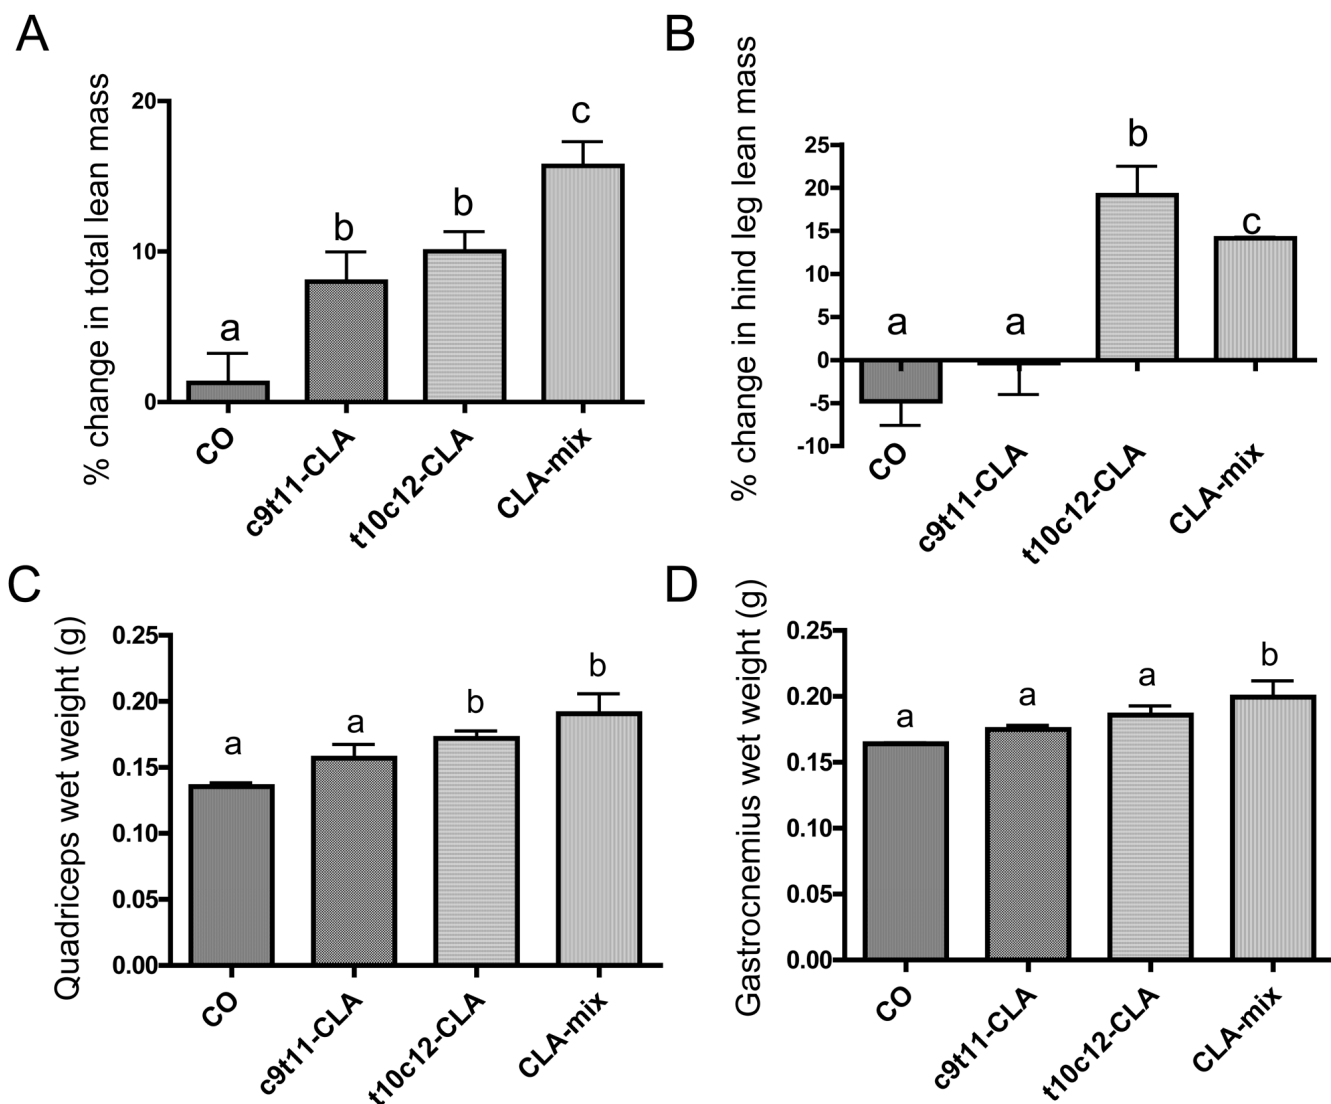 A
% change in total lean mass
20
10
0
a
b
b
c
CO
c9t11-CLA
t10c12-CLA
CLA-mix
B
% change in hind leg lean mass
25
20
15
10
5
0
-5
-10
a
a
b
c
CO
c9t11-CLA
t10c12-CLA
CLA-mix
C
Quadriceps wet weight (g)
0.25
0.20
0.15
0.10
0.05
0.00
a
a
b
b
CO
c9t11-CLA
t10c12-CLA
CLA-mix
D
Gastrocnemius wet weight (g)
0.25
0.20
0.15
0.10
0.05
0.00
a
a
a
b
CO
c9t11-CLA
t10c12-CLA
CLA-mix